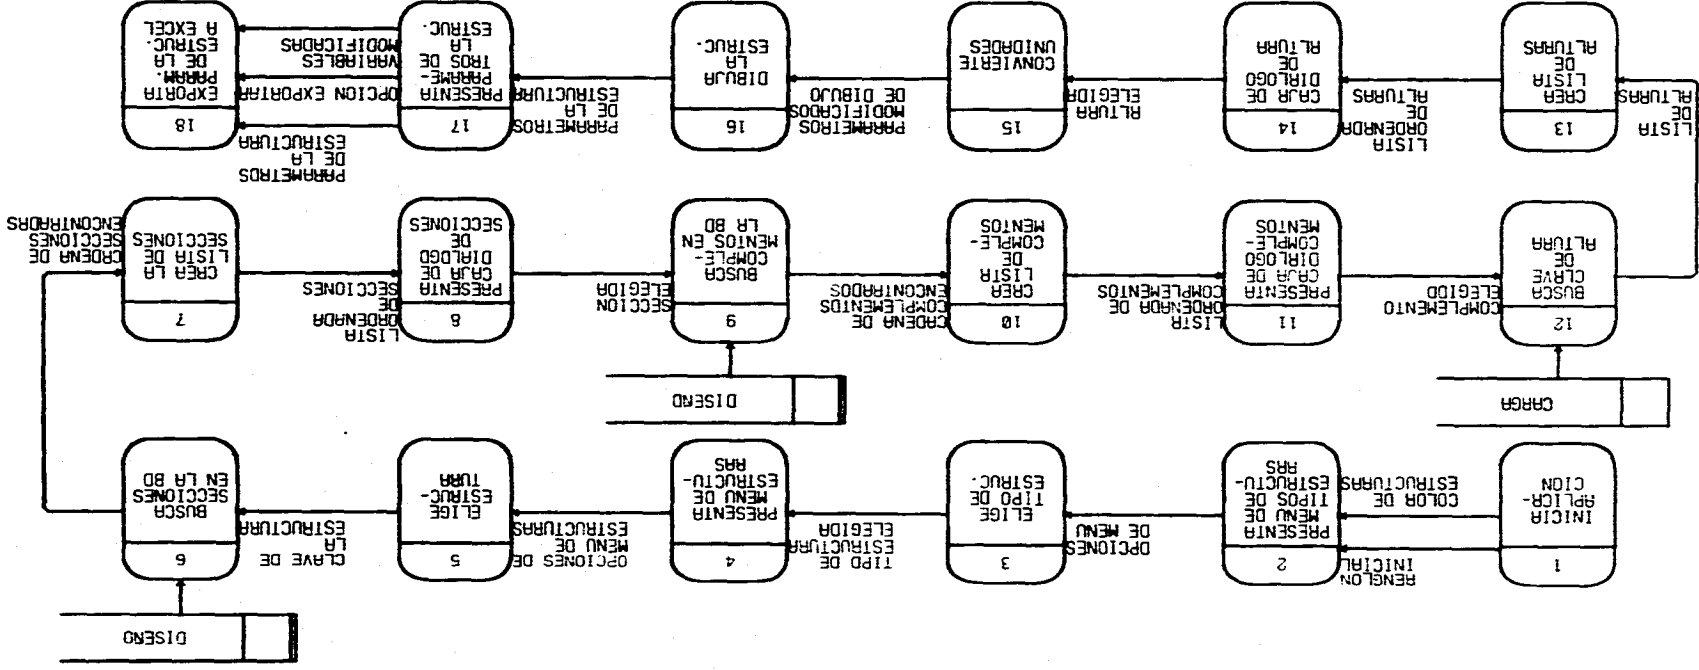 DISENO
1
INICIA
APLICA-
CION
RENGLON
INICIAL
COLOR DE
ESTRUCTURAS
2
PRESENTA
MENU DE
TIPOS DE
ESTRUCTU-
RAS
OPCIONES
DE MENU
3
ELIGE
TIPO DE
ESTRUC.
TIPO DE
ESTRUCTURA
ELEGIDA
4
PRESENTA
MENU DE
ESTRUCTU-
RAS
OPCIONES DE
MENU DE
ESTRUCTURAS
5
ELIGE
ESTRUC-
TURA
CLAVE DE
LA
ESTRUCTURA
6
BUSCA
SECCIONES
EN LA BD
CARGA
DISENO
12
BUSCA
CLAVE
DE
ALTURA
COMPLEMENTO
ELEGIDO
11
PRESENTA
CAJA DE
DIALOGO
COMPLE-
MENTOS
LISTA
ORDENADA DE
COMPLEMENTOS
10
CREA
LISTA
DE
COMPLE-
MENTOS
CADENA DE
COMPLEMENTOS
ENCONTRADOS
9
BUSCA
COMPLE-
MENTOS EN
LA BD
SECCION
ELEGIDA
8
PRESENTA
CAJA DE
DIALOGO
DE
SECCIONES
LISTA
ORDENADA
DE
SECCIONES
7
CREA LA
LISTA DE
SECCIONES
CADENA DE
SECCIONES
ENCONTRADAS
LISTA
DE
ALTURAS
13
CREA
LISTA
DE
ALTURAS
LISTA
ORDENADA
DE
ALTURAS
14
CAJA DE
DIALOGO
DE
ALTURA
ALTURA
ELEGIDA
15
CONVIERTE
UNIDADES
PARAMETROS
MODIFICADOS
DE DIBUJO
16
DIBUJA
LA
ESTRUC.
PARAMETROS
DE LA
ESTRUCTURA
17
PRESENTA
PARAME-
TROS DE
LA
ESTRUC.
PARAMETROS
DE LA
ESTRUCTURA
OPCION EXPORTAR
VARIABLES
MODIFICADAS
18
EXPORTA
PARAM.
DE LA
ESTRUC.
A EXCEL